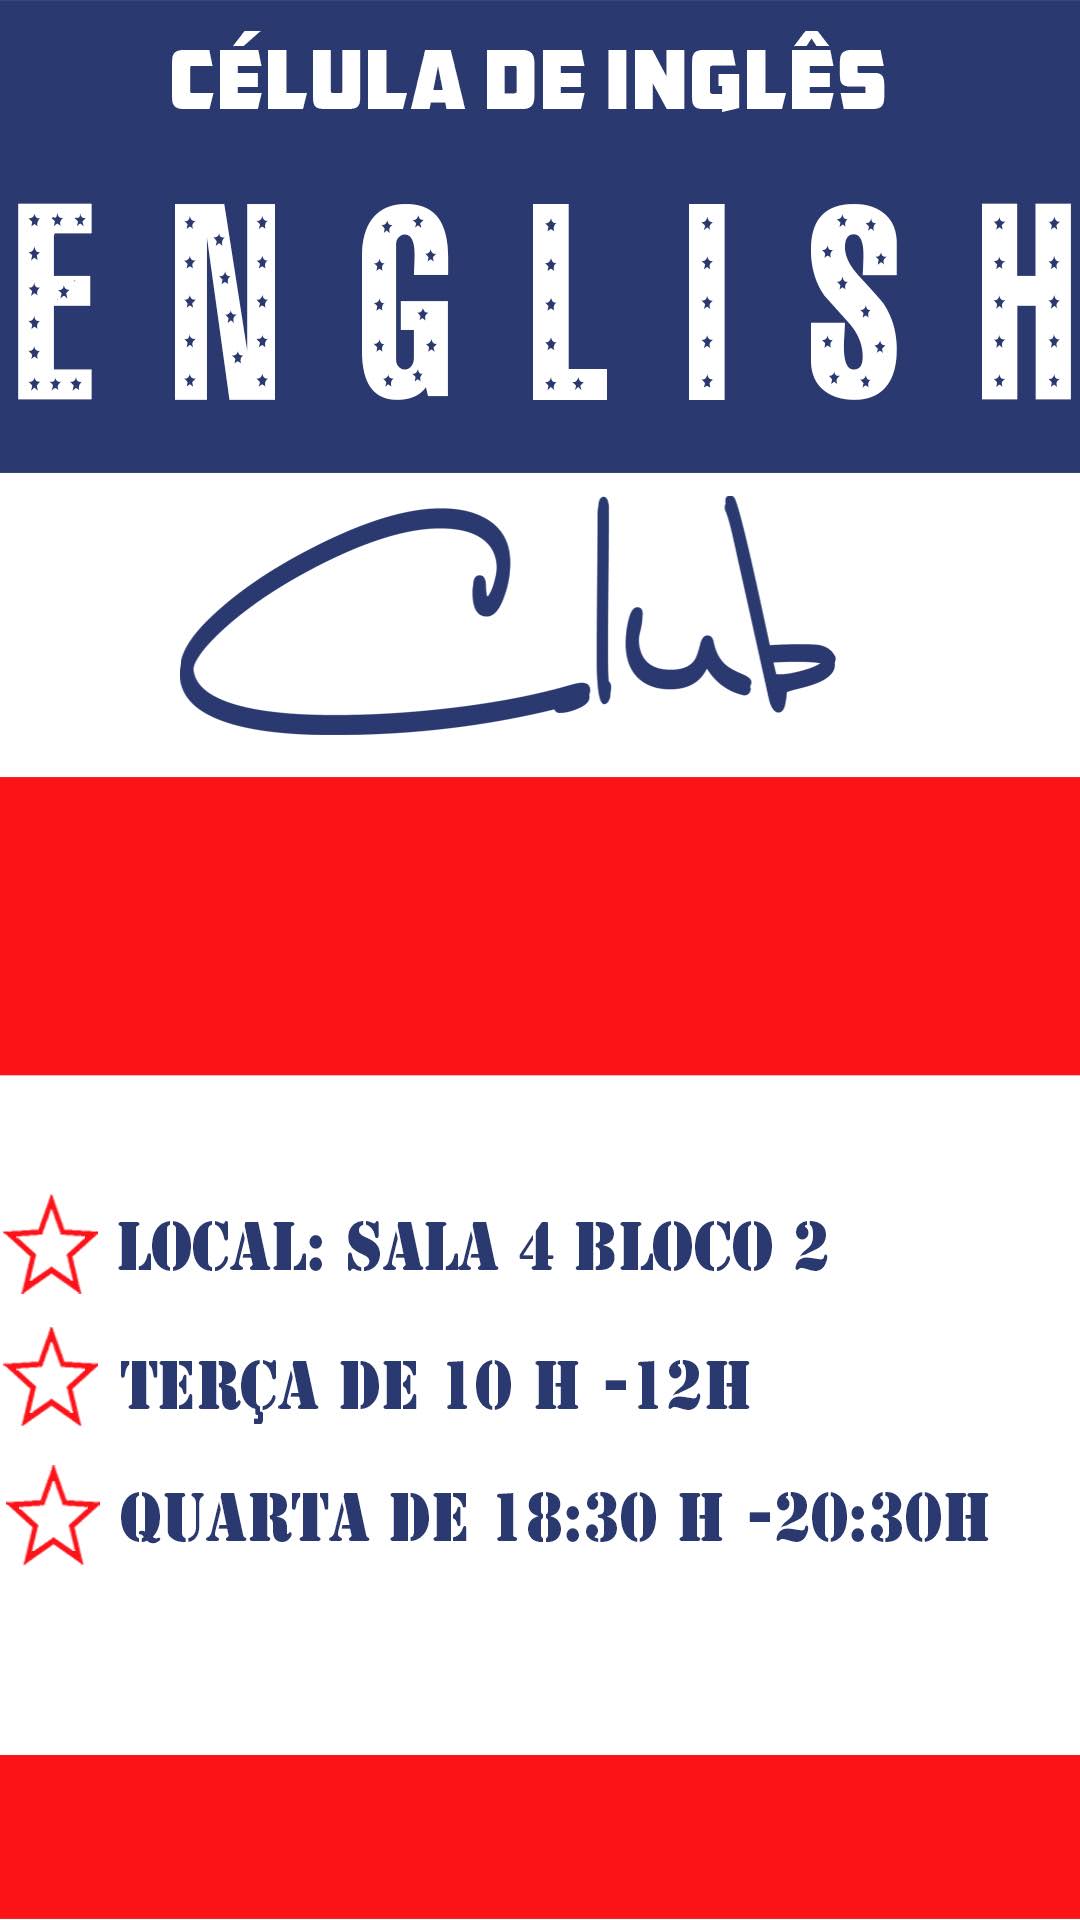 CÉLULA DE INGLÊS
ENGLISH
Club
LOCAL: SALA 4 BLOCO 2
TERÇA DE 10 H -12H
QUARTA DE 18:30 H -20:30H